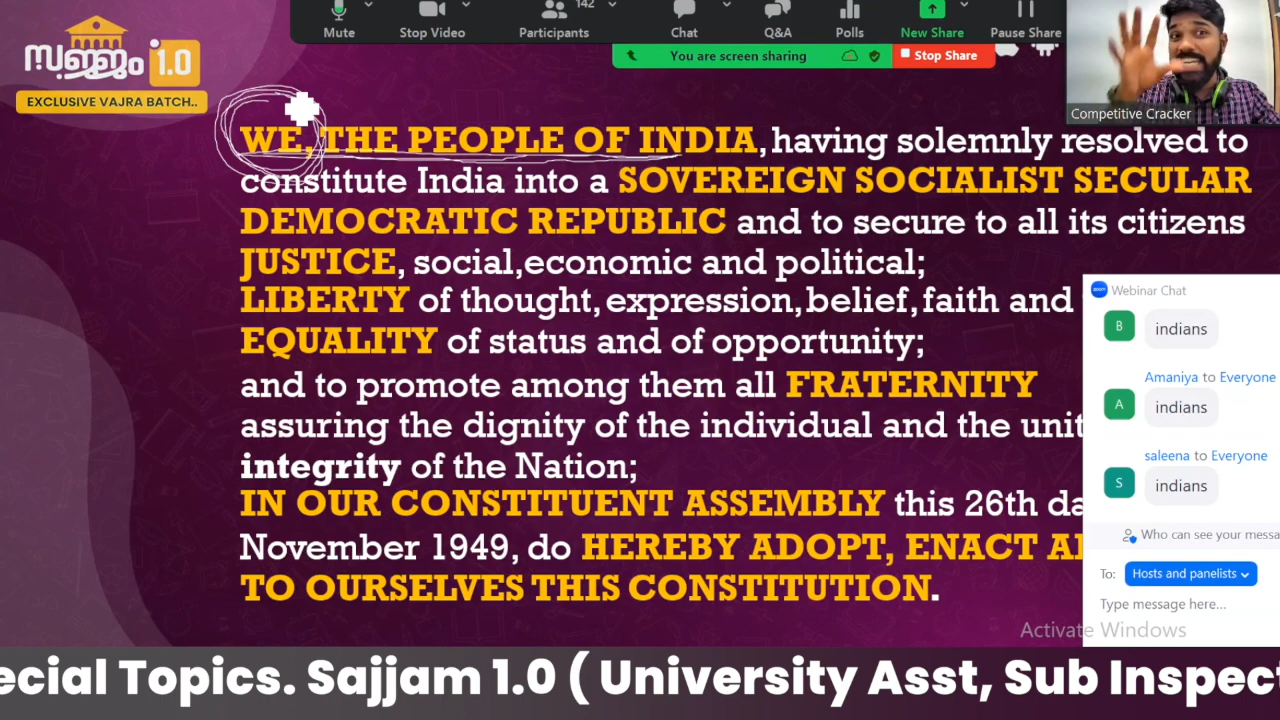 Mute
Stop Video
142
Participants
Chat
Q&A
Polls
New Share
Pause Share
You are screen sharing
Stop Share
സജ്ജം 1.0
EXCLUSIVE VAJRA BATCH..
Competitive Cracker
WE, THE PEOPLE OF INDIA, having solemnly resolved to
constitute India into a SOVEREIGN SOCIALIST SECULAR
DEMOCRATIC REPUBLIC and to secure to all its citizens
JUSTICE, social,economic and political;
LIBERTY of thought, expression, belief, faith and
EQUALITY of status and of opportunity;
and to promote among them all FRATERNITY
assuring the dignity of the individual and the unit
integrity of the Nation;
IN OUR CONSTITUENT ASSEMBLY this 26th da
November 1949, do HEREBY ADOPT, ENACT A
TO OURSELVES THIS CONSTITUTION.
Webinar Chat
B
indians
Amaniya to Everyone
A
indians
saleena to Everyone
S
indians
Who can see your messa
To: Hosts and panelists
Type message here...
Activate Windows
ecial Topics. Sajjam 1.0 ( University Asst, Sub Inspect